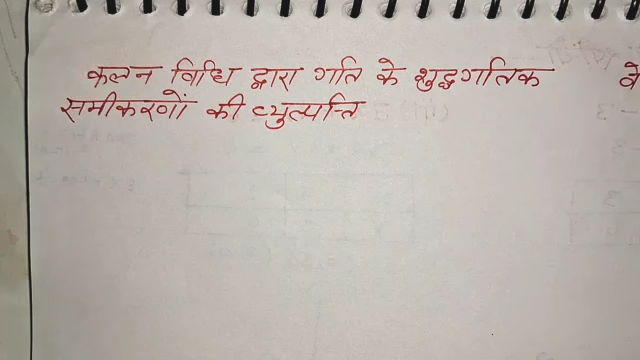 कलन विधि द्वारा गति के शुद्धगतिक
समीकरणों की व्युत्पत्ति